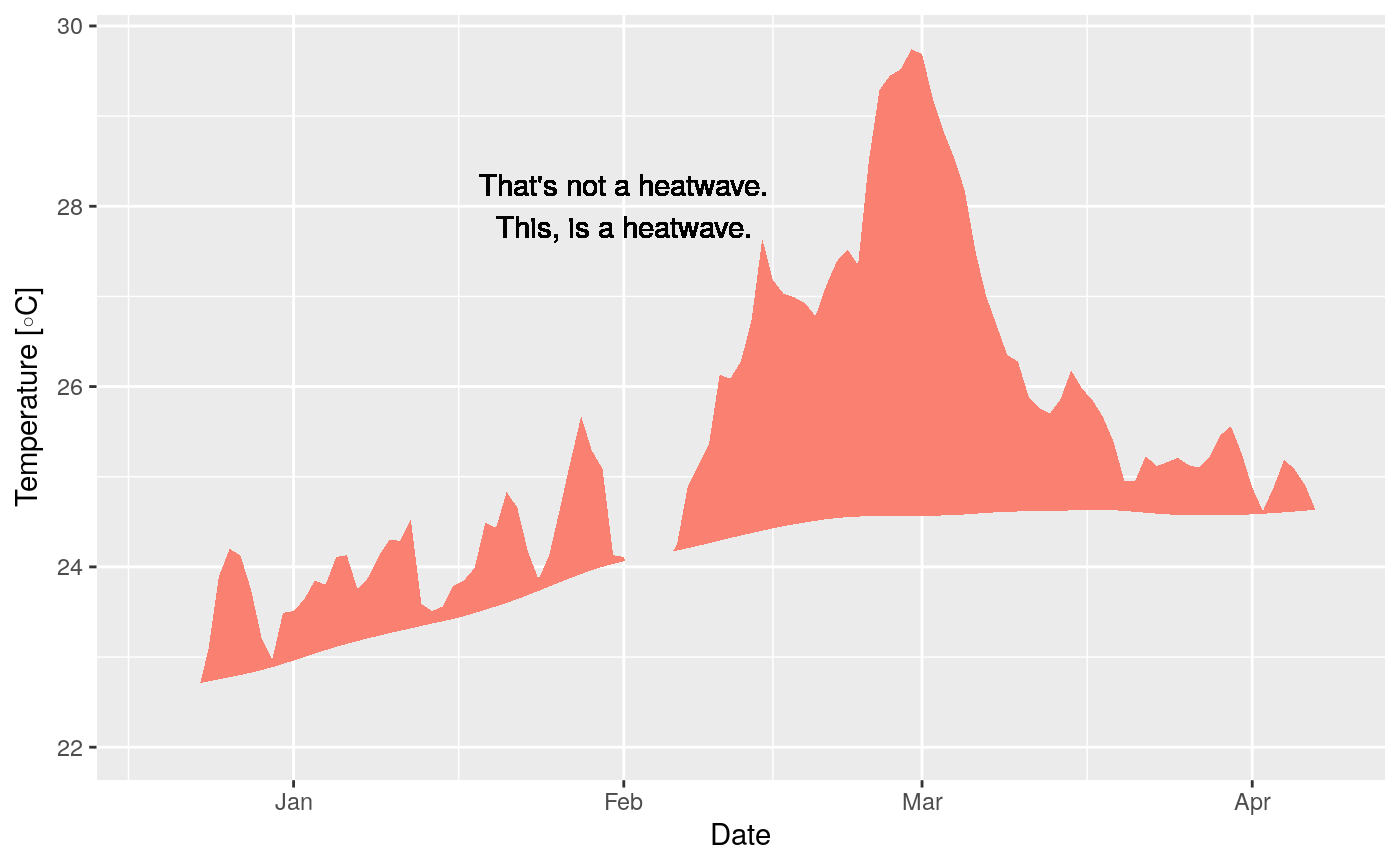 30
28
26
24
22
Temperature [◦C]
That's not a heatwave.
This, is a heatwave.
Jan Feb Mar Apr
Date